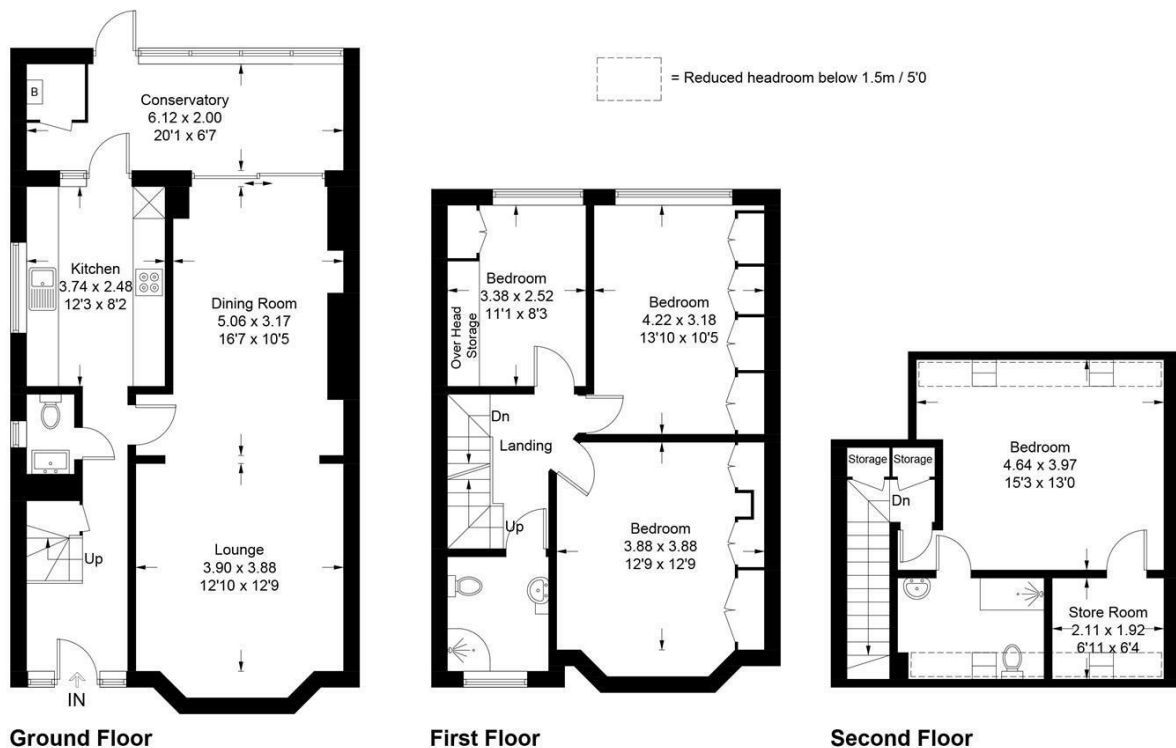 = Reduced headroom below 1.5m / 5'0
B
Conservatory
6.12 x 2.00
20'1 x 6'7
Kitchen
3.74 x 2.48
12'3 x 8'2
Dining Room
5.06 x 3.17
16'7 x 10'5
Up
Lounge
3.90 x 3.88
12'10 x 12'9
IN
Ground Floor
Bedroom
3.38 x 2.52
11'1 x 8'3
Over Head
Storage
Bedroom
4.22 x 3.18
13'10 x 10'5
Dn
Landing
Up
Bedroom
3.88 x 3.88
12'9 x 12'9
First Floor
Bedroom
4.64 x 3.97
15'3 x 13'0
Storage
Storage
Dn
Store Room
2.11 x 1.92
6'11 x 6'4
Second Floor